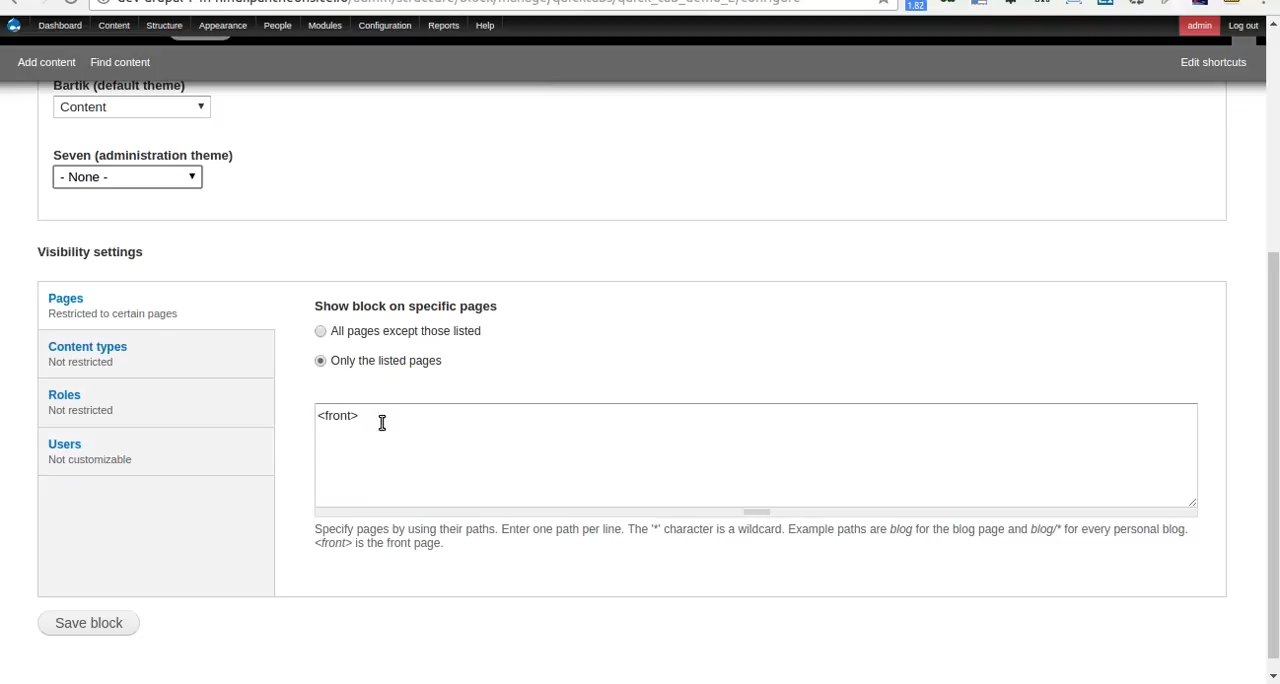 1.82
Dashboard Content Structure Appearance People Modules Configuration Reports Help admin Log out
Add content Find content Edit shortcuts
Bartik (default theme)
Content
Seven (administration theme)
- None -
Visibility settings
Pages
Restricted to certain pages
Content types
Not restricted
Roles
Not restricted
Users
Not customizable
Show block on specific pages
All pages except those listed
Only the listed pages
<front>
Specify pages by using their paths. Enter one path per line. The '*' character is a wildcard. Example paths are blog for the blog page and blog/* for every personal blog.
<front> is the front page.
Save block